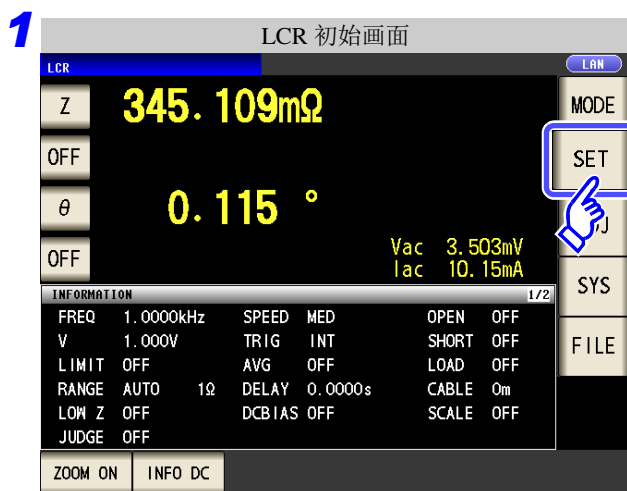 1
LCR 初始画面
LCR
LAN
Z 345.109mΩ
MODE
OFF
SET
θ 0.115 °
OFF
Vac 3.503mV
Iac 10.15mA
SYS
INFORMATION 1/2
FREQ 1.0000kHz SPEED MED OPEN OFF
V 1.000V TRIG INT SHORT OFF
FILE
LIMIT OFF AVG OFF LOAD OFF
RANGE AUTO 1Ω DELAY 0.0000s CABLE 0m
LOW Z OFF DCBIAS OFF SCALE OFF
JUDGE OFF
ZOOM ON INFO DC